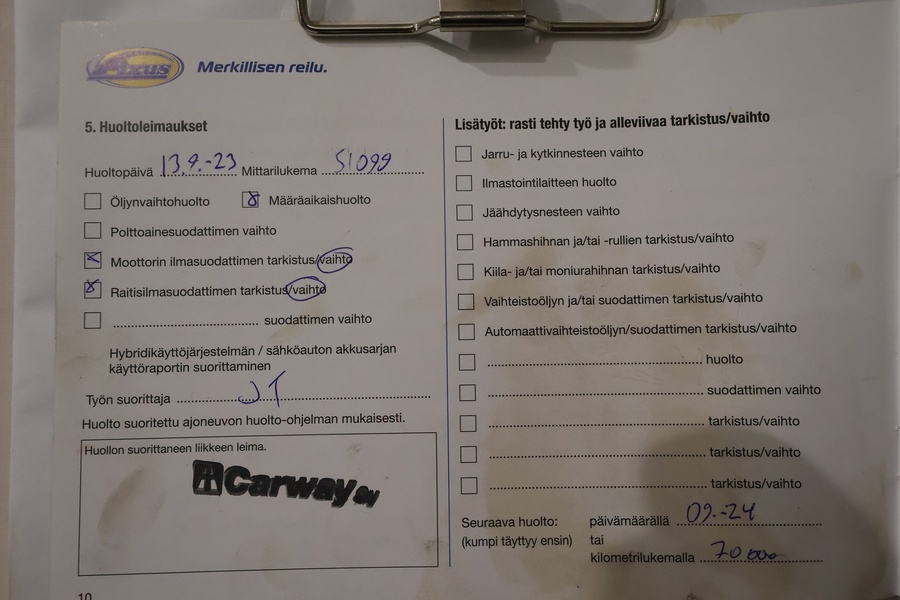 Fixus
Merkillisen reilu.
5. Huoltoleimaukset
Huoltopäivä 13.9.-23 Mittarilukema 51099
Öljynvaihtohuolto
Määräaikaishuolto
Polttoainesuodattimen vaihto
Moottorin ilmasuodattimen tarkistus/vaihto
Raitisilmasuodattimen tarkistus/vaihto
suodattimen vaihto
Hybridikäyttöjärjestelmän / sähköauton akkusarjan
käyttöraportin suorittaminen
Työn suorittaja JT
Huolto suoritettu ajoneuvon huolto-ohjelman mukaisesti.
Huollon suorittaneen liikkeen leima.
Carway Oy
10
Lisätyöt: rasti tehty työ ja alleviivaa tarkistus/vaihto
Jarru- ja kytkinnesteen vaihto
Ilmastointilaitteen huolto
Jäähdytysnesteen vaihto
Hammashihnan ja/tai -rullien tarkistus/vaihto
Kiila- ja/tai moniurahihnan tarkistus/vaihto
Vaihteistoöljyn ja/tai suodattimen tarkistus/vaihto
Automaattivaihteistoöljyn/suodattimen tarkistus/vaihto
huolto
suodattimen vaihto
tarkistus/vaihto
tarkistus/vaihto
tarkistus/vaihto
Seuraava huolto: päivämäärällä 09.-24
(kumpi täyttyy ensin) tai
kilometrilukemalla 70 000